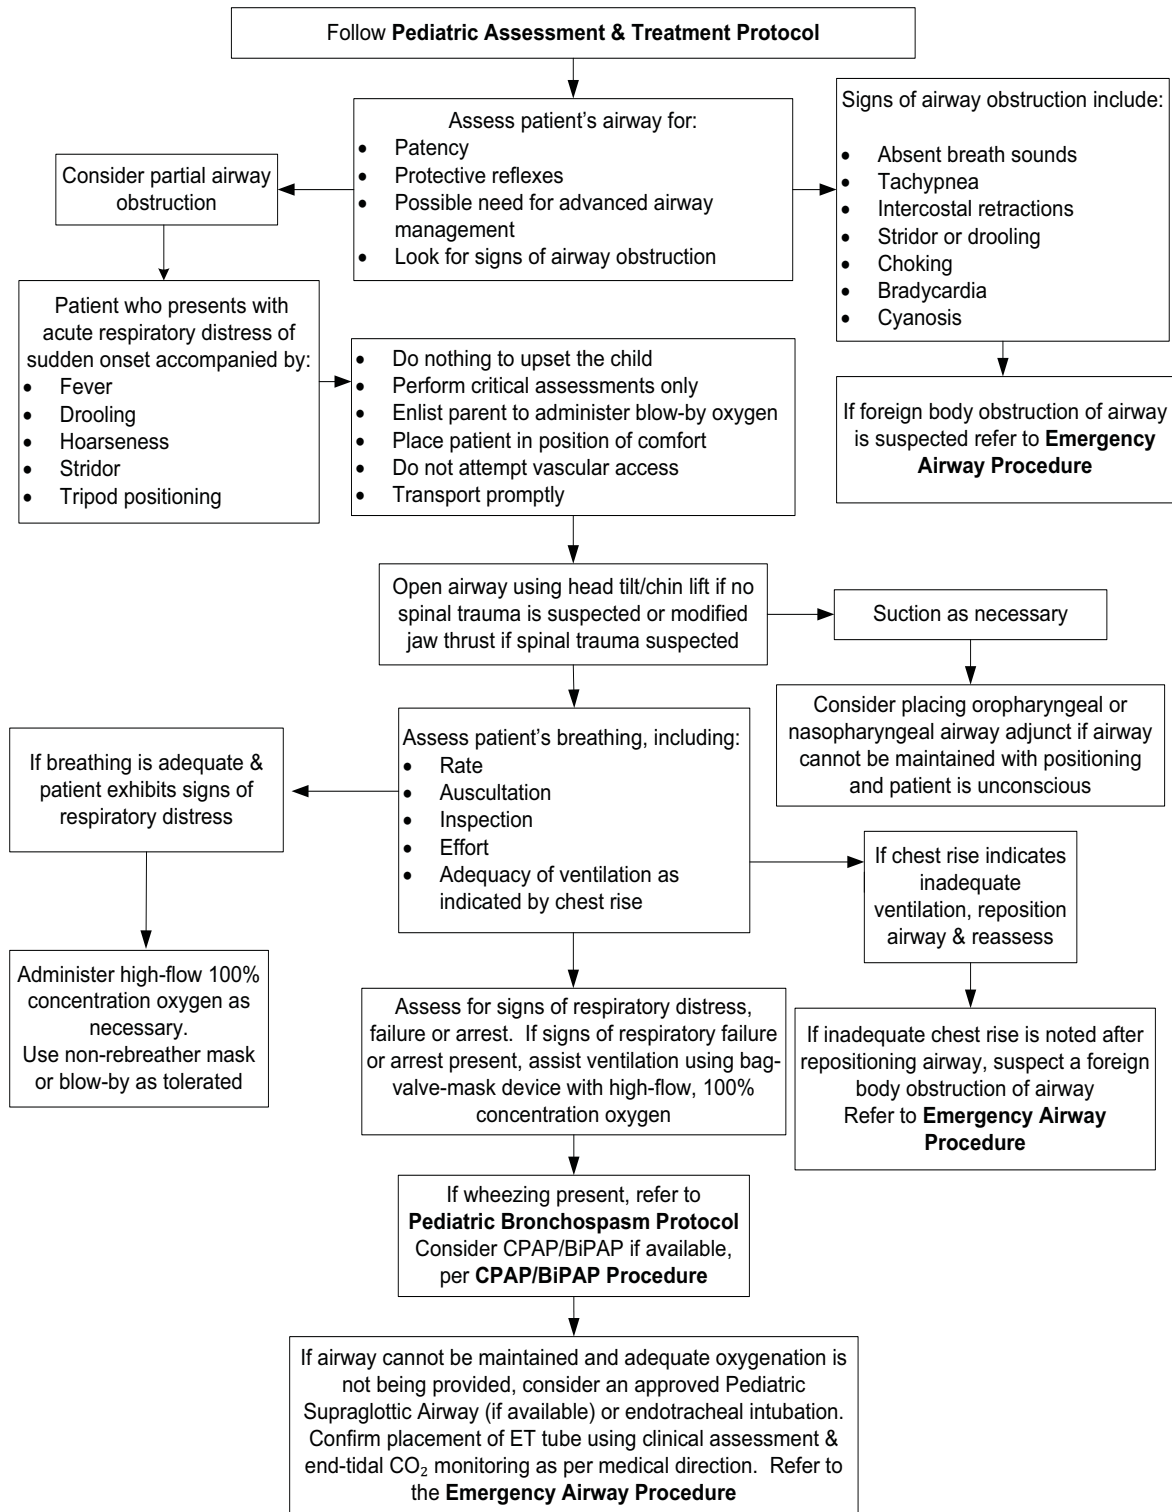 Follow Pediatric Assessment & Treatment Protocol
Assess patient's airway for:
• Patency
• Protective reflexes
• Possible need for advanced airway
management
• Look for signs of airway obstruction
Consider partial airway
obstruction
Signs of airway obstruction include:
• Absent breath sounds
• Tachypnea
• Intercostal retractions
• Stridor or drooling
• Choking
• Bradycardia
• Cyanosis
Patient who presents with
acute respiratory distress of
sudden onset accompanied by:
• Fever
• Drooling
• Hoarseness
• Stridor
• Tripod positioning
• Do nothing to upset the child
• Perform critical assessments only
• Enlist parent to administer blow-by oxygen
• Place patient in position of comfort
• Do not attempt vascular access
• Transport promptly
If foreign body obstruction of airway
is suspected refer to Emergency
Airway Procedure
Open airway using head tilt/chin lift if no
spinal trauma is suspected or modified
jaw thrust if spinal trauma suspected
Suction as necessary
Consider placing oropharyngeal or
nasopharyngeal airway adjunct if airway
cannot be maintained with positioning
and patient is unconscious
Assess patient's breathing, including:
• Rate
• Auscultation
• Inspection
• Effort
• Adequacy of ventilation as
indicated by chest rise
If breathing is adequate &
patient exhibits signs of
respiratory distress
If chest rise indicates
inadequate
ventilation, reposition
airway & reassess
Administer high-flow 100%
concentration oxygen as
necessary.
Use non-rebreather mask
or blow-by as tolerated
Assess for signs of respiratory distress,
failure or arrest.  If signs of respiratory failure
or arrest present, assist ventilation using bag-
valve-mask device with high-flow, 100%
concentration oxygen
If inadequate chest rise is noted after
repositioning airway, suspect a foreign
body obstruction of airway
Refer to Emergency Airway
Procedure
If wheezing present, refer to
Pediatric Bronchospasm Protocol
Consider CPAP/BiPAP if available,
per CPAP/BiPAP Procedure
If airway cannot be maintained and adequate oxygenation is
not being provided, consider an approved Pediatric
Supraglottic Airway (if available) or endotracheal intubation.
Confirm placement of ET tube using clinical assessment &
end-tidal CO₂ monitoring as per medical direction.  Refer to
the Emergency Airway Procedure